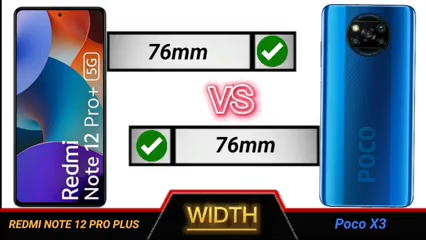 76mm
Redmi
Note 12 Pro+ 5G
VS
76mm
POCO
WIDTH
REDMI NOTE 12 PRO PLUS
Poco X3